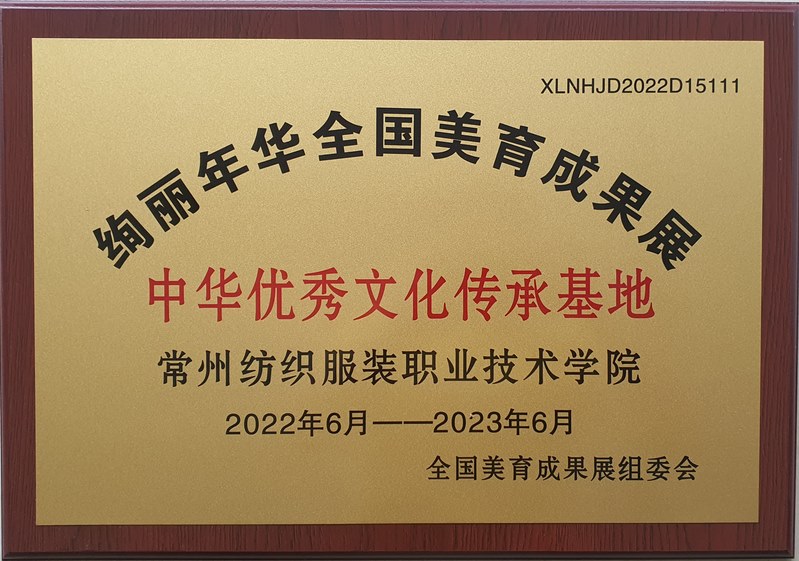 XLNHJD2022D15111
绚丽年华全国美育成果展
中华优秀文化传承基地
常州纺织服装职业技术学院
2022年6月——2023年6月
全国美育成果展组委会